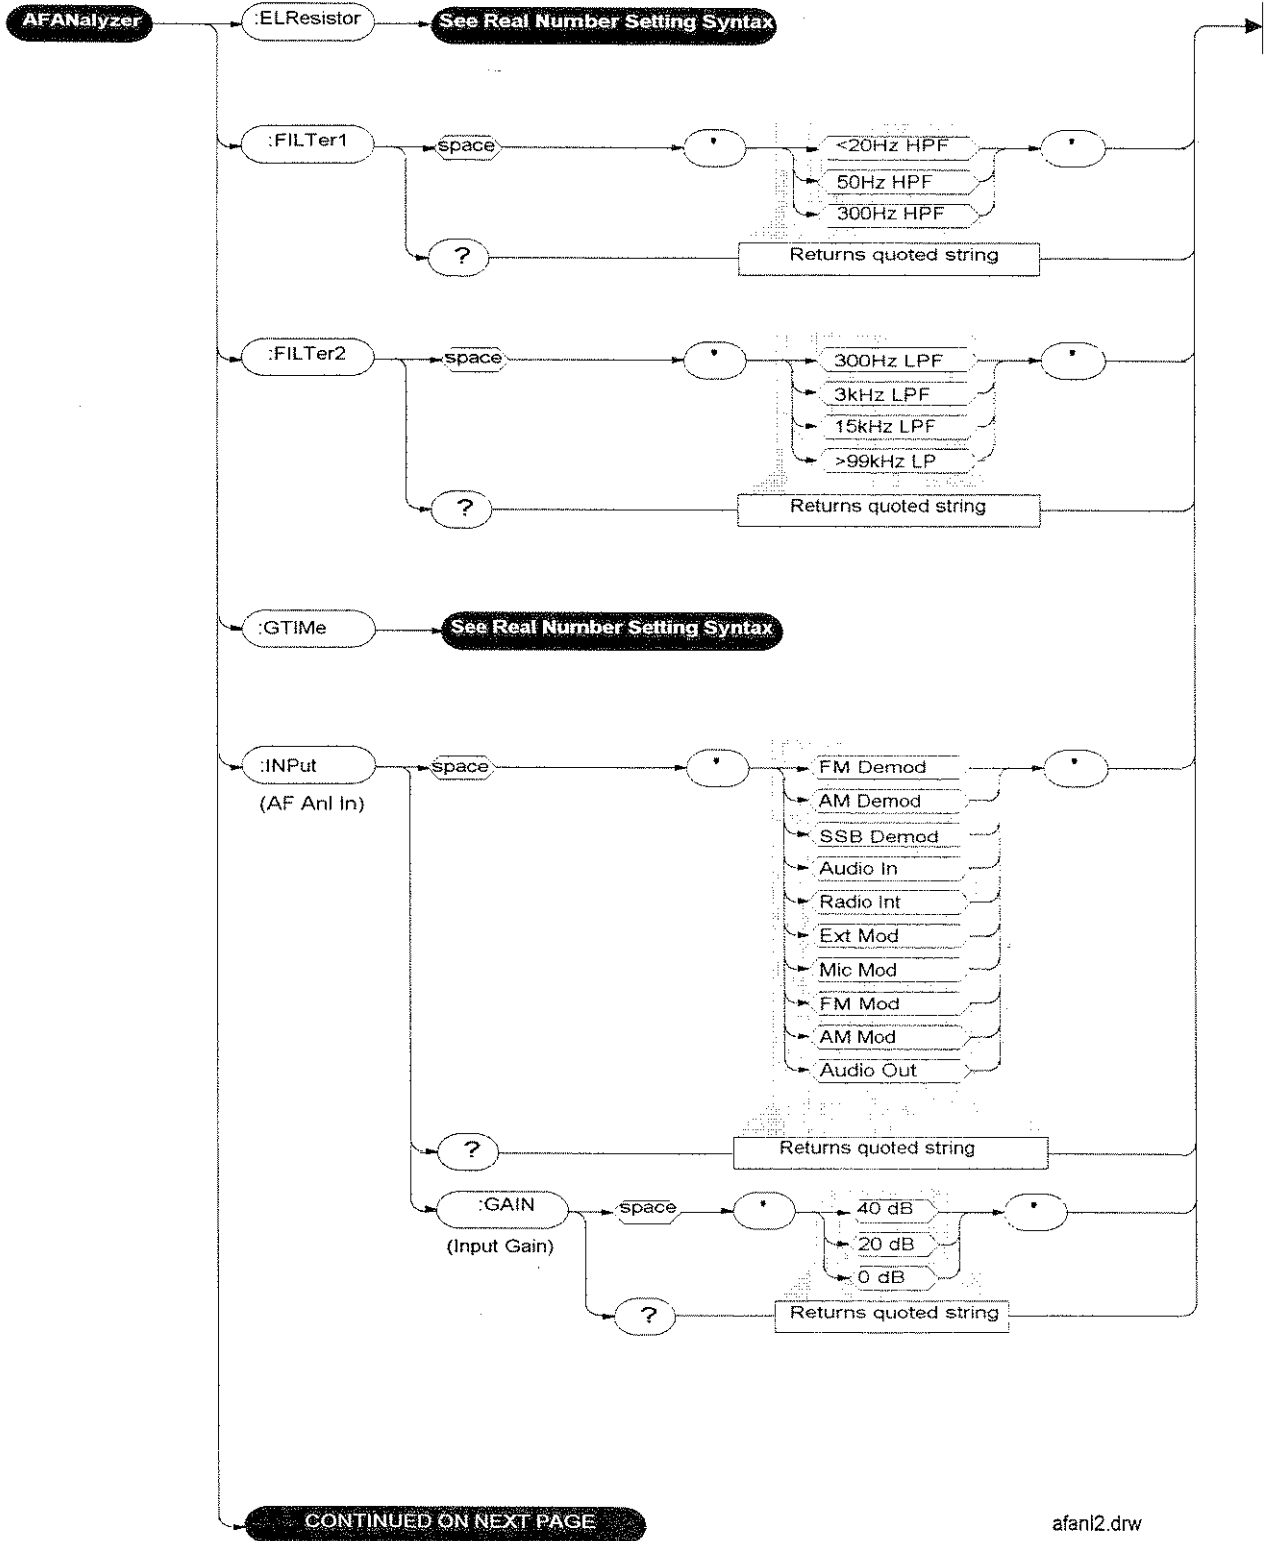 AFANalyzer :ELResistor See Real Number Setting Syntax
:FILTer1 space ' <20Hz HPF '
50Hz HPF
300Hz HPF
? Returns quoted string
:FILTer2 space ' 300Hz LPF '
3kHz LPF
15kHz LPF
>99kHz LP
? Returns quoted string
:GTIMe See Real Number Setting Syntax
:INPut space ' FM Demod '
(AF Anl In) AM Demod
SSB Demod
Audio In
Radio Int
Ext Mod
Mic Mod
FM Mod
AM Mod
Audio Out
? Returns quoted string
:GAIN space ' 40 dB '
(Input Gain) 20 dB
0 dB
? Returns quoted string
CONTINUED ON NEXT PAGE afanl2.drw